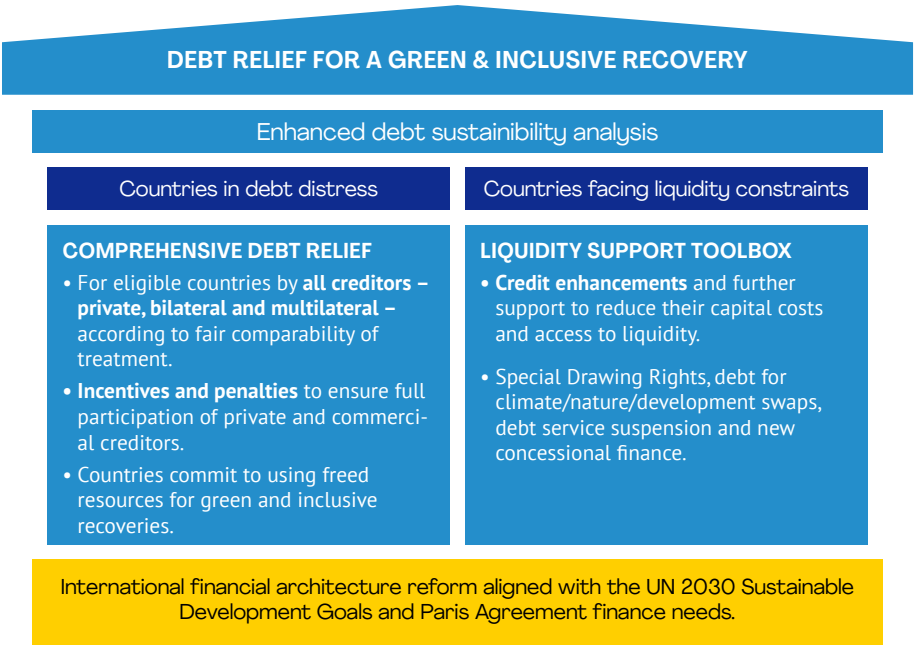 DEBT RELIEF FOR A GREEN & INCLUSIVE RECOVERY
Enhanced debt sustainibility analysis
Countries in debt distress
COMPREHENSIVE DEBT RELIEF
• For eligible countries by all creditors –
private, bilateral and multilateral –
according to fair comparability of
treatment.
• Incentives and penalties to ensure full
participation of private and commerci-
al creditors.
• Countries commit to using freed
resources for green and inclusive
recoveries.
Countries facing liquidity constraints
LIQUIDITY SUPPORT TOOLBOX
• Credit enhancements and further
support to reduce their capital costs
and access to liquidity.
• Special Drawing Rights, debt for
climate/nature/development swaps,
debt service suspension and new
concessional finance.
International financial architecture reform aligned with the UN 2030 Sustainable
Development Goals and Paris Agreement finance needs.